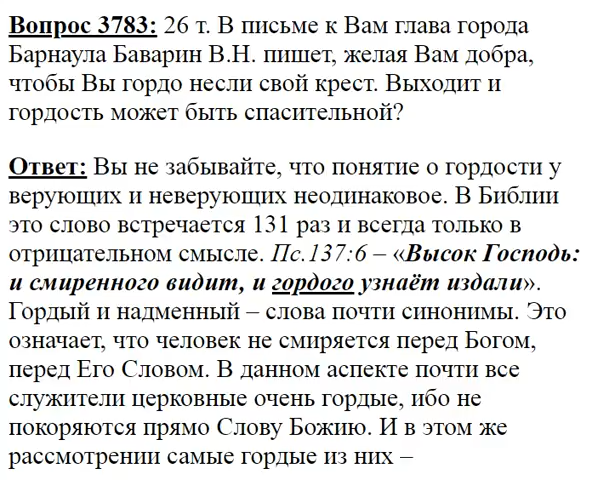 Вопрос 3783: 26 т. В письме к Вам глава города
Барнаула Баварин В.Н. пишет, желая Вам добра,
чтобы Вы гордо несли свой крест. Выходит и
гордость может быть спасительной?
Ответ: Вы не забывайте, что понятие о гордости у
верующих и неверующих неодинаковое. В Библии
это слово встречается 131 раз и всегда только в
отрицательном смысле. Пс.137:6 – «Высок Господь:
и смиренного видит, и гордого узнаёт издали».
Гордый и надменный – слова почти синонимы. Это
означает, что человек не смиряется перед Богом,
перед Его Словом. В данном аспекте почти все
служители церковные очень гордые, ибо не
покоряются прямо Слову Божию. И в этом же
рассмотрении самые гордые из них –